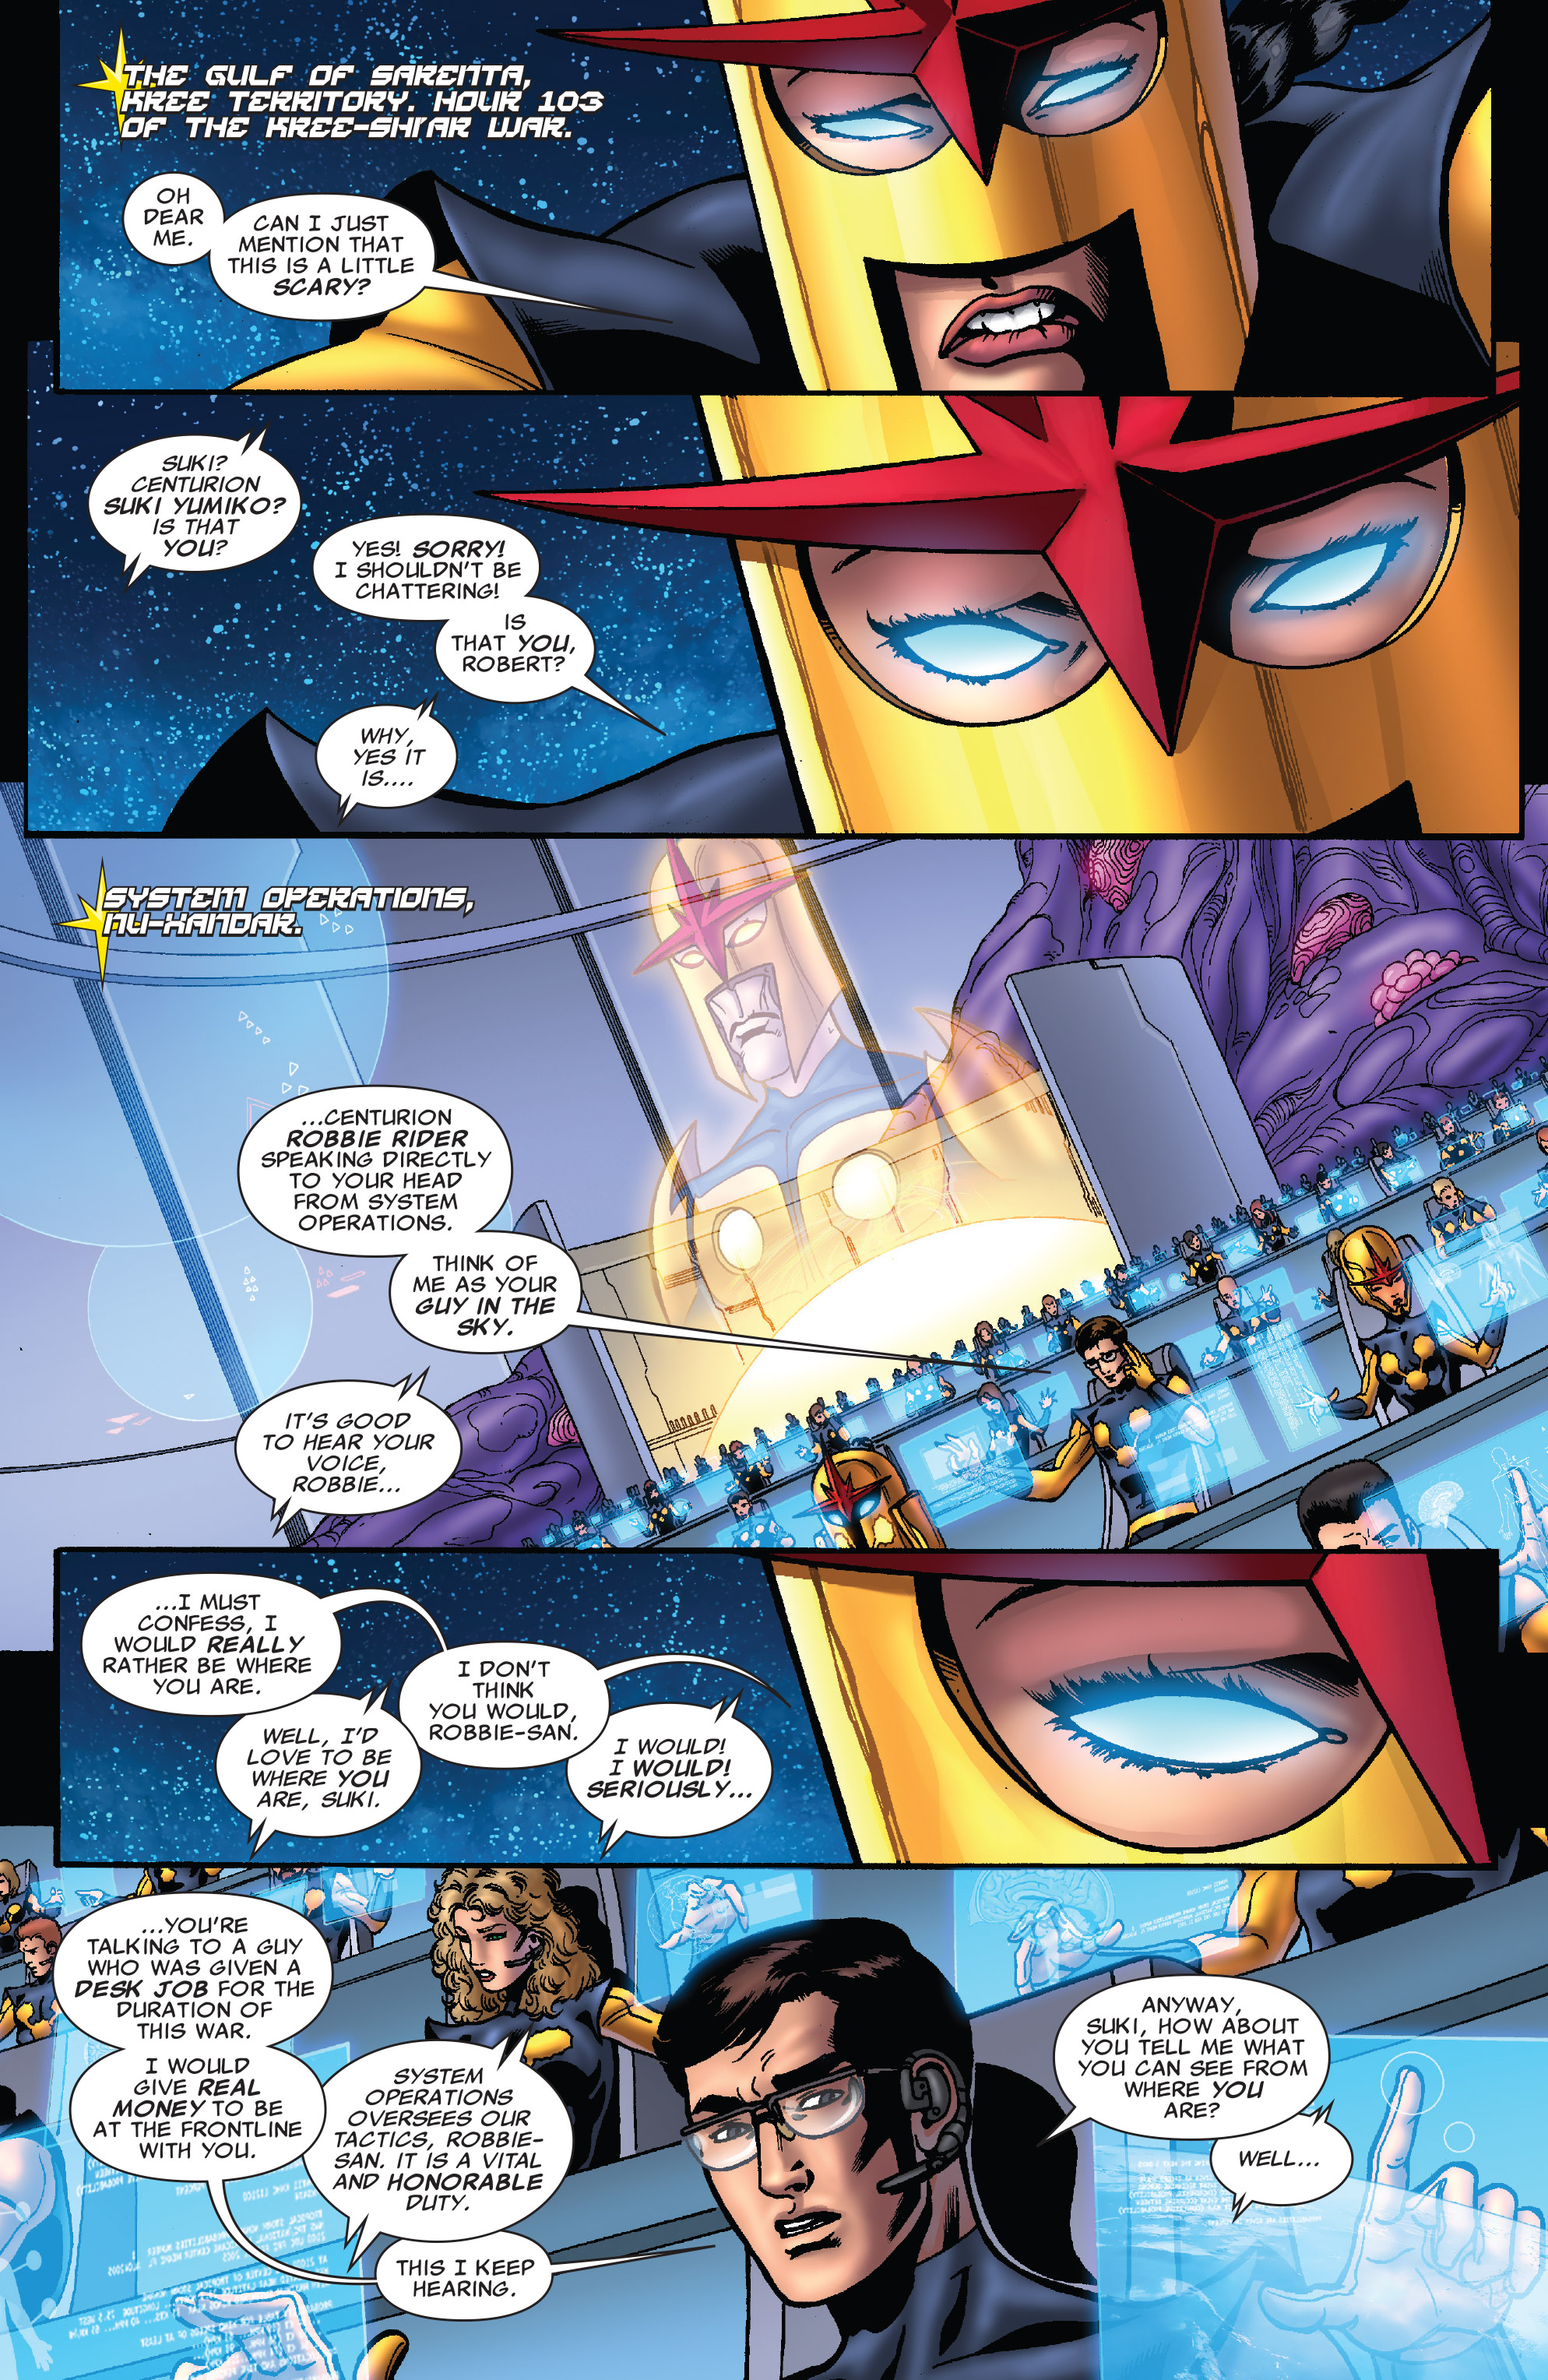 THE GULF OF SARENTA,
KREE TERRITORY. HOUR 103
OF THE KREE-SHI'AR WAR.
OH
DEAR
ME.
CAN I JUST
MENTION THAT
THIS IS A LITTLE
SCARY?
SUKI?
CENTURION
SUKI YUMIKO?
IS THAT
YOU?
YES! SORRY!
I SHOULDN'T BE
CHATTERING!
IS
THAT YOU,
ROBERT?
WHY,
YES IT
IS....
SYSTEM OPERATIONS,
NU-XANDAR.
...CENTURION
ROBBIE RIDER
SPEAKING DIRECTLY
TO YOUR HEAD
FROM SYSTEM
OPERATIONS.
THINK OF
ME AS YOUR
GUY IN THE
SKY.
IT'S GOOD
TO HEAR YOUR
VOICE,
ROBBIE...
...I MUST
CONFESS, I
WOULD REALLY
RATHER BE WHERE
YOU ARE.
WELL, I'D
LOVE TO BE
WHERE YOU
ARE, SUKI.
I DON'T
THINK
YOU WOULD,
ROBBIE-SAN.
I WOULD!
I WOULD!
SERIOUSLY...
...YOU'RE
TALKING TO A GUY
WHO WAS GIVEN A
DESK JOB FOR THE
DURATION OF
THIS WAR.
I WOULD
GIVE REAL
MONEY TO BE
AT THE FRONTLINE
WITH YOU.
SYSTEM
OPERATIONS
OVERSEES OUR
TACTICS, ROBBIE-
SAN. IT IS A VITAL
AND HONORABLE
DUTY.
THIS I KEEP
HEARING.
ANYWAY,
SUKI, HOW ABOUT
YOU TELL ME WHAT
YOU CAN SEE FROM
WHERE YOU
ARE?
WELL...